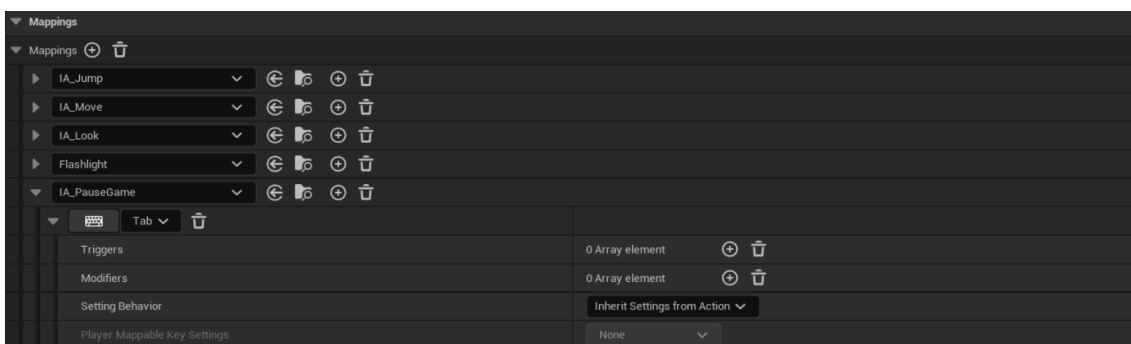 Mappings
Mappings
IA_Jump
IA_Move
IA_Look
Flashlight
IA_PauseGame
Tab
Triggers 0 Array element
Modifiers 0 Array element
Setting Behavior Inherit Settings from Action
Player Mappable Key Settings None